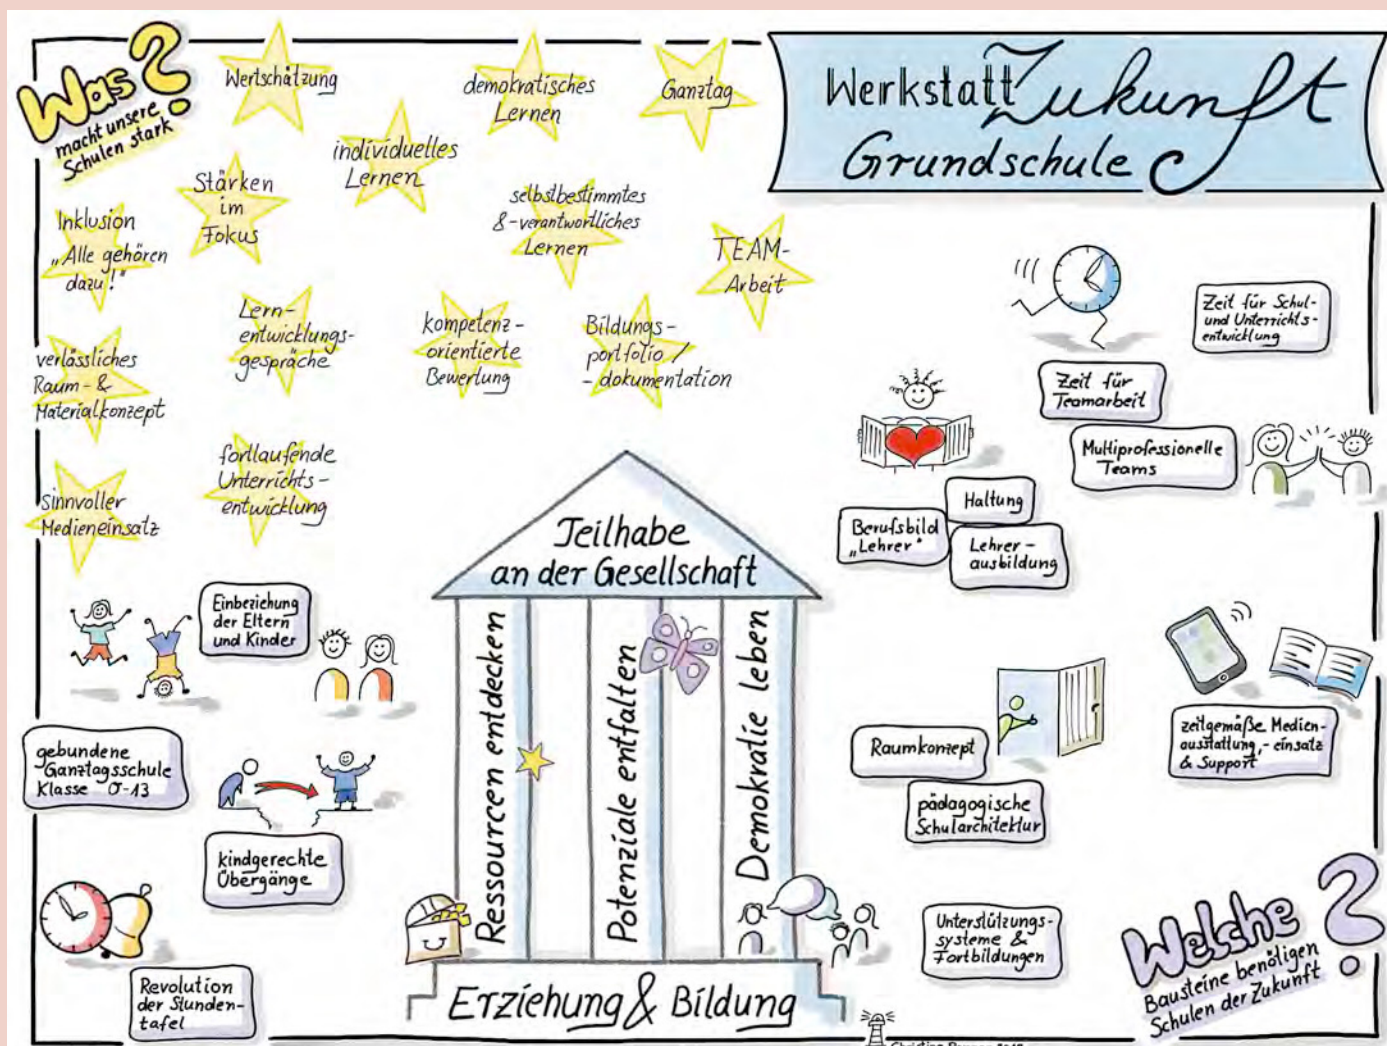 Was?
macht unsere
Schulen stark
Werkstatt Zukunft
Grundschule
Wertschätzung
demokratisches
Lernen
Ganztag
individuelles
Lernen
Stärken
im
Fokus
selbstbestimmtes
&-verantwortliches
Lernen
Inklusion
„Alle gehören
dazu!"
TEAM-
Arbeit
Lern-
entwicklungs-
gespräche
kompetenz-
orientierte
Bewertung
Bildungs-
portfolio /
- dokumentation
verlässliches
Raum- &
Materialkonzept
fortlaufende
Unterrichts-
entwicklung
Sinnvoller
Medieneinsatz
Zeit für Schul-
und Unterrichts-
entwicklung
Zeit für
Teamarbeit
Multiprofessionelle
Teams
Haltung
Berufsbild
„Lehrer"
Lehrer-
ausbildung
Teilhabe
an der Gesellschaft
Ressourcen entdecken
Potenziale entfalten
Demokratie leben
Erziehung & Bildung
Einbeziehung
der Eltern
und Kinder
gebundene
Ganztagsschule
Klasse 0-13
kindgerechte
Übergänge
Revolution
der Stunden-
tafel
Raumkonzept
pädagogische
Schularchitektur
zeitgemäße Medien-
ausstattung,- einsatz
& Support
Unterstützungs-
systeme &
Fortbildungen
Welche?
Bausteine benötigen
Schulen der Zukunft